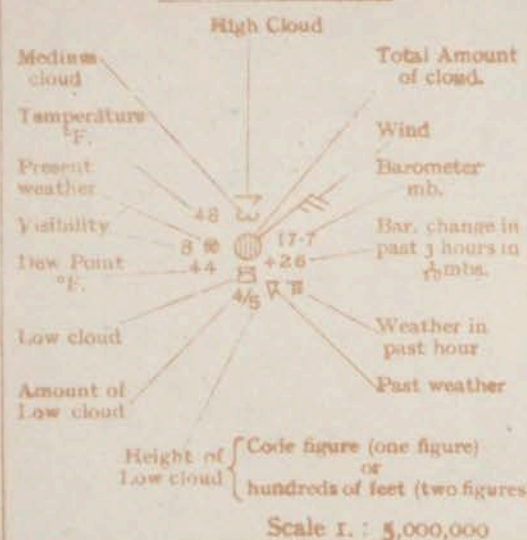 High Cloud
Medium
cloud
Total Amount
of cloud.
Temperature
°F.
Wind
Present
weather
Barometer
mb.
Visibility
Bar. change in
past 3 hours in
1/10 mbs.
Dew Point
°F.
48
8
17·7
44
+26
4/5
Low cloud
Weather in
past hour
Amount of
Low cloud
Past weather
Height of
Low cloud
Code figure (one figure)
or
hundreds of feet (two figures
Scale 1. : 5,000,000